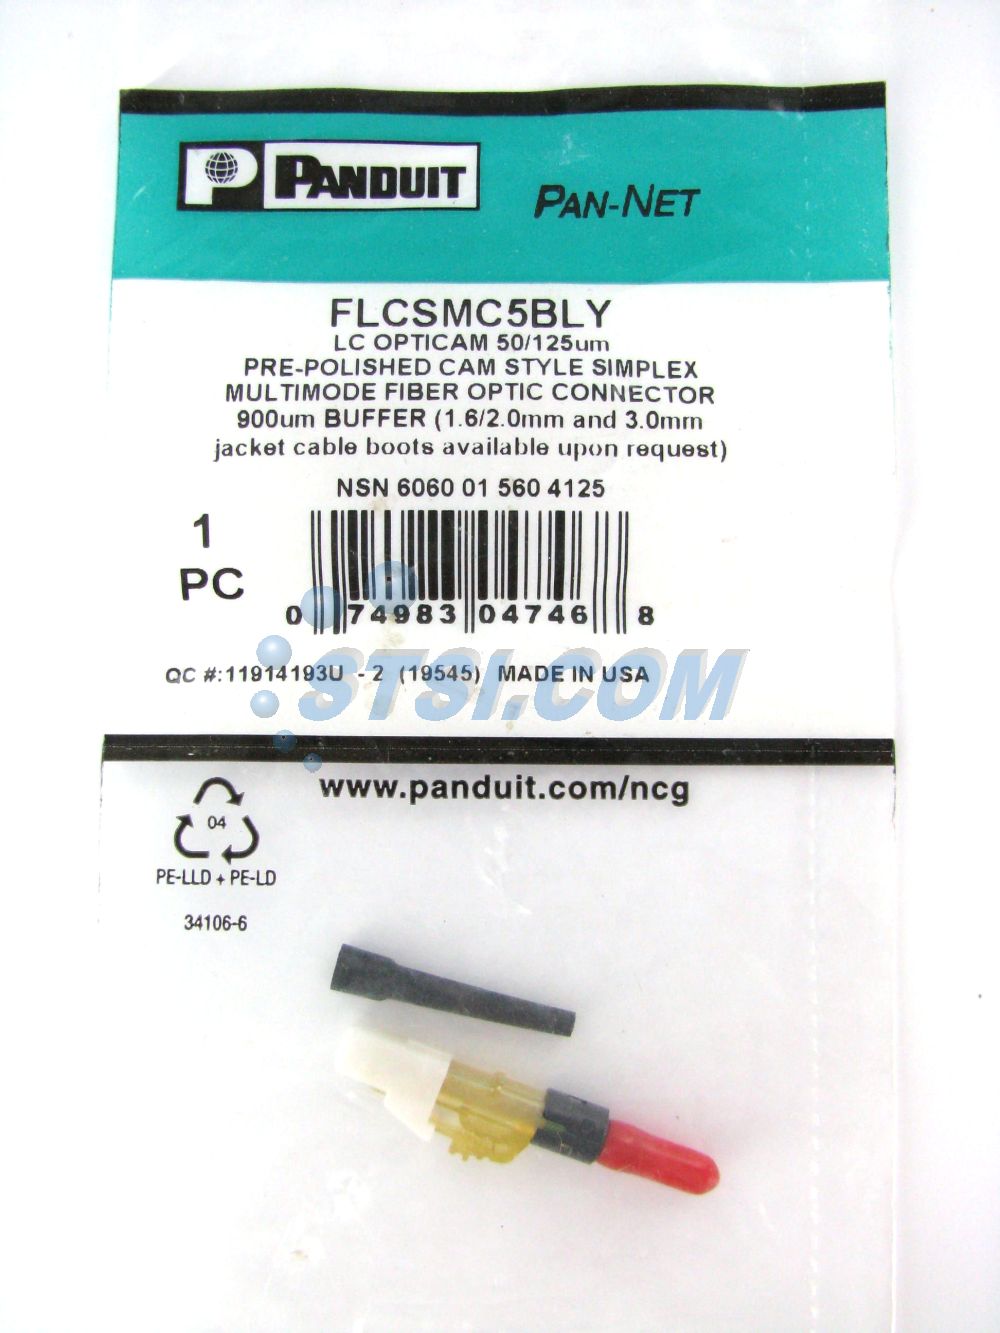 PANDUIT
PAN-NET
FLCSMC5BLY
LC OPTICAM 50/125um
PRE-POLISHED CAM STYLE SIMPLEX
MULTIMODE FIBER OPTIC CONNECTOR
900um BUFFER (1.6/2.0mm and 3.0mm
jacket cable boots available upon request)
NSN 6060 01 560 4125
1
PC
0 74983 04746 8
QC #:11914193U - 2 (19545) MADE IN USA
STSI.COM
www.panduit.com/ncg
04
PE-LLD + PE-LD
34106-6